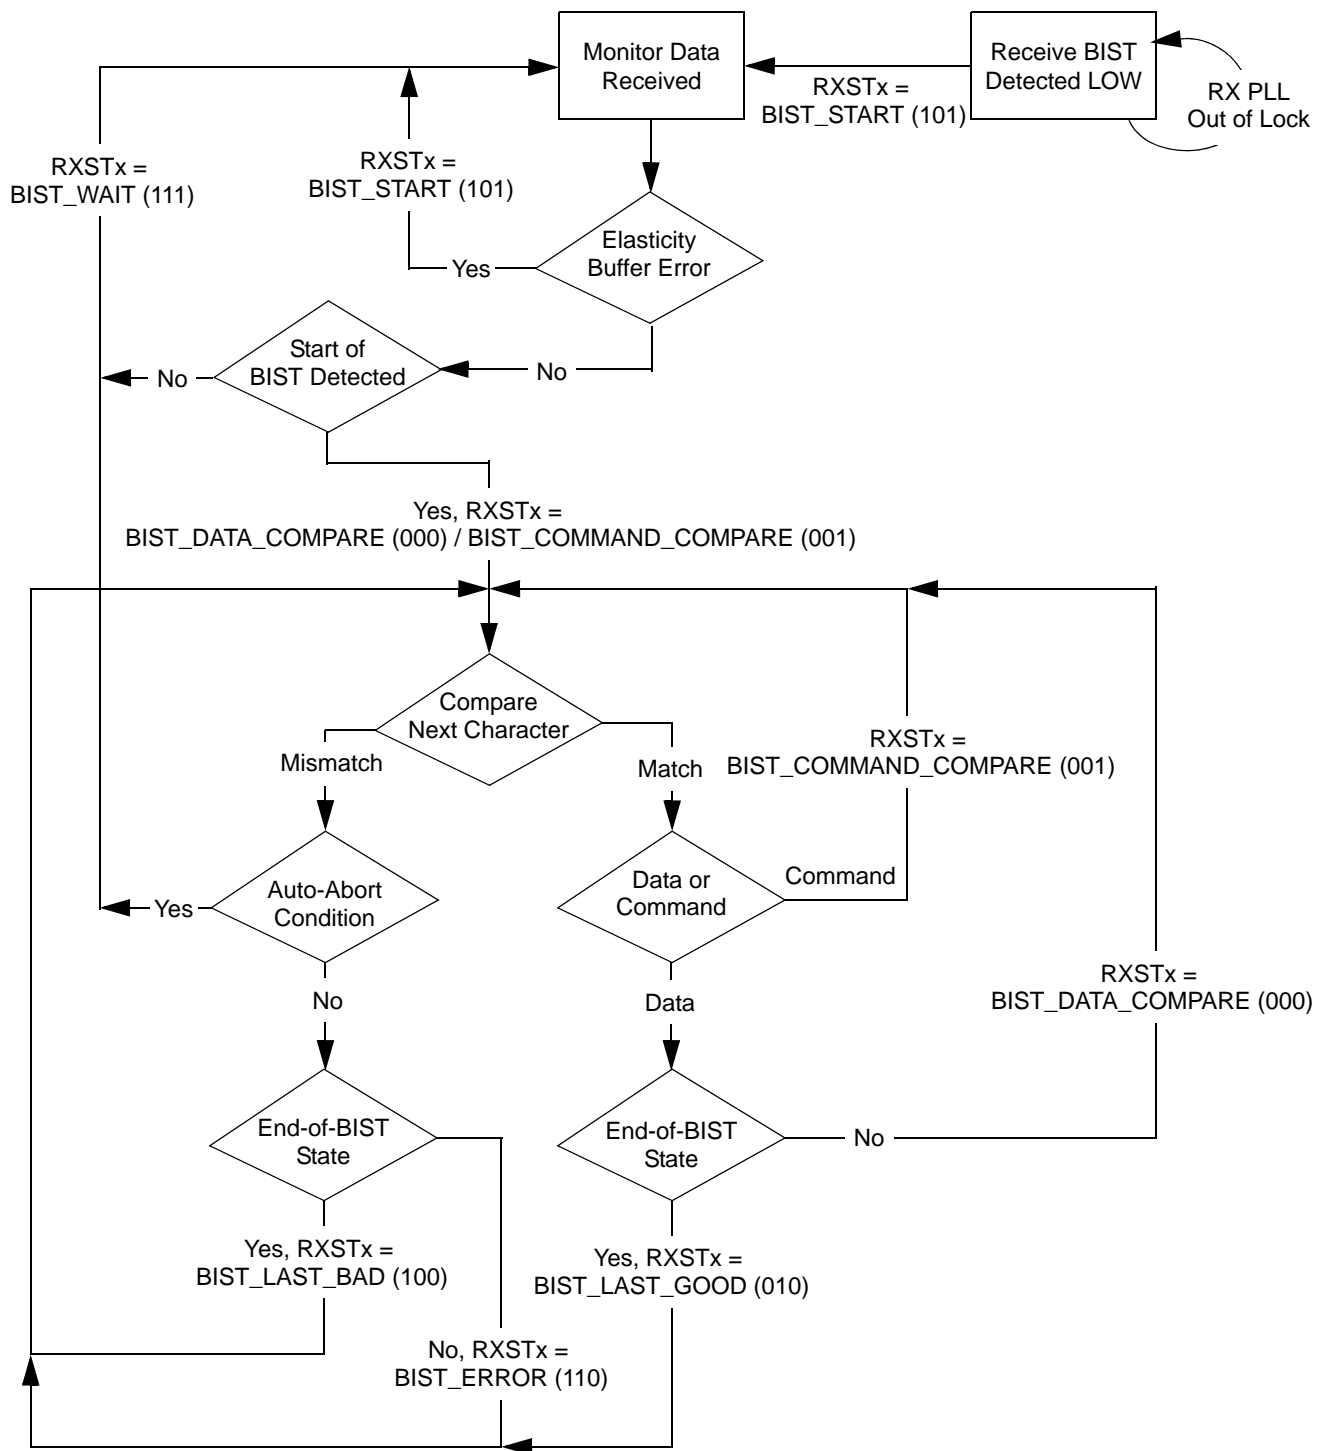 Monitor Data
Received
Receive BIST
Detected LOW
RX PLL
Out of Lock
RXSTx =
BIST_START (101)
RXSTx =
BIST_WAIT (111)
RXSTx =
BIST_START (101)
Elasticity
Buffer Error
Yes
Start of
BIST Detected
No
No
Yes, RXSTx =
BIST_DATA_COMPARE (000) / BIST_COMMAND_COMPARE (001)
Compare
Next Character
Mismatch
Match
RXSTx =
BIST_COMMAND_COMPARE (001)
Auto-Abort
Condition
Yes
Data or
Command
Command
No
Data
RXSTx =
BIST_DATA_COMPARE (000)
End-of-BIST
State
End-of-BIST
State
No
Yes, RXSTx =
BIST_LAST_BAD (100)
Yes, RXSTx =
BIST_LAST_GOOD (010)
No, RXSTx =
BIST_ERROR (110)